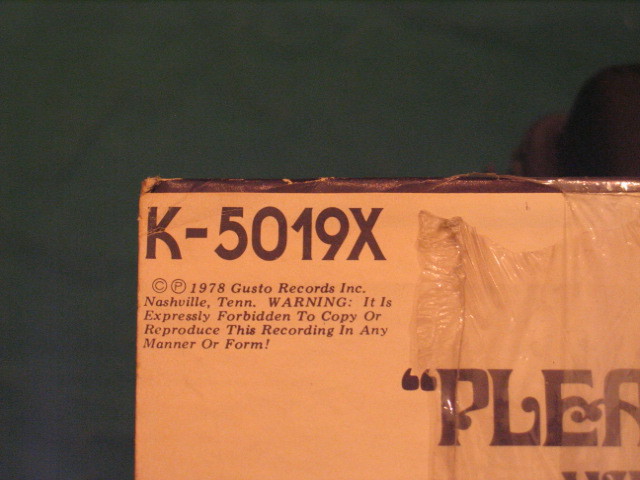 K-5019X
©℗ 1978 Gusto Records Inc.
Nashville, Tenn. WARNING: It Is
Expressly Forbidden To Copy Or
Reproduce This Recording In Any
Manner Or Form!
“PLEA